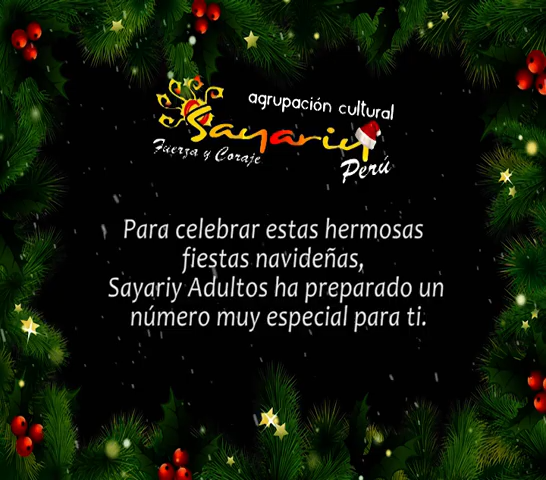 agrupación cultural
Sayariy
Fuerza y Coraje
Perú
Para celebrar estas hermosas
fiestas navideñas,
Sayariy Adultos ha preparado un
número muy especial para ti.